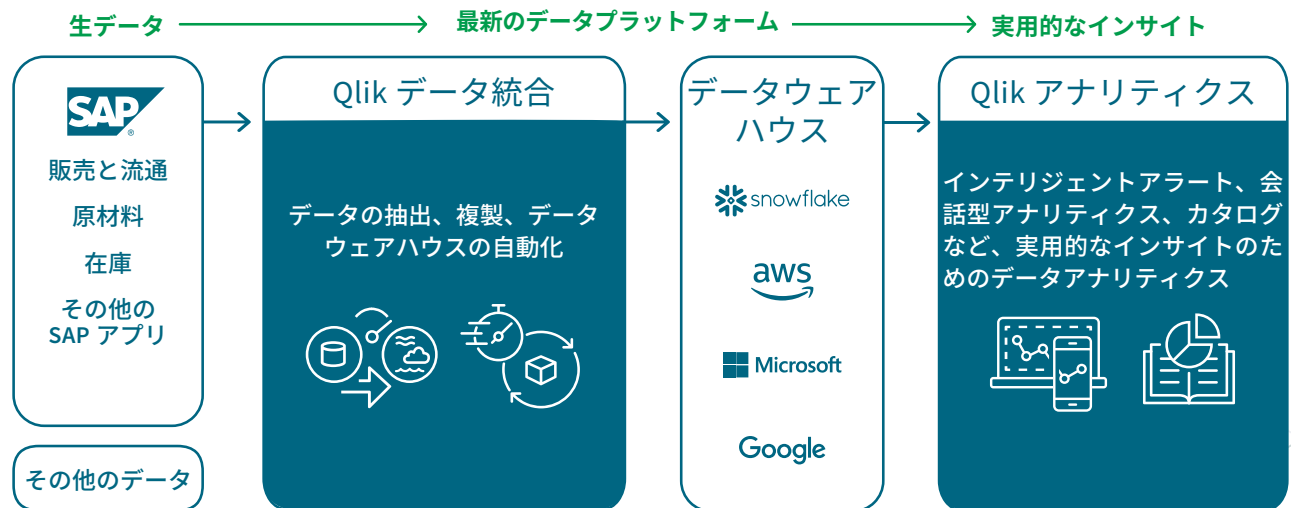 生データ
最新のデータプラットフォーム
実用的なインサイト
SAP
®
販売と流通
原材料
在庫
その他の
SAP アプリ
その他のデータ
Qlik データ統合
データの抽出、複製、データ
ウェアハウスの自動化
データウェア
ハウス
snowflake
aws
Microsoft
Google
Qlik アナリティクス
インテリジェントアラート、会
話型アナリティクス、カタログ
など、実用的なインサイトのた
めのデータアナリティクス